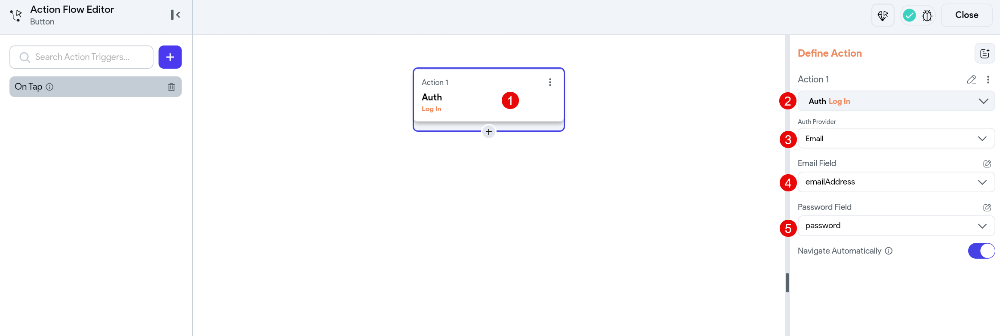 Action Flow Editor
Button
Close
Search Action Triggers...
On Tap
Action 1
Auth
Log In
1
Define Action
Action 1
2
Auth Log In
Auth Provider
3
Email
Email Field
4
emailAddress
Password Field
5
password
Navigate Automatically